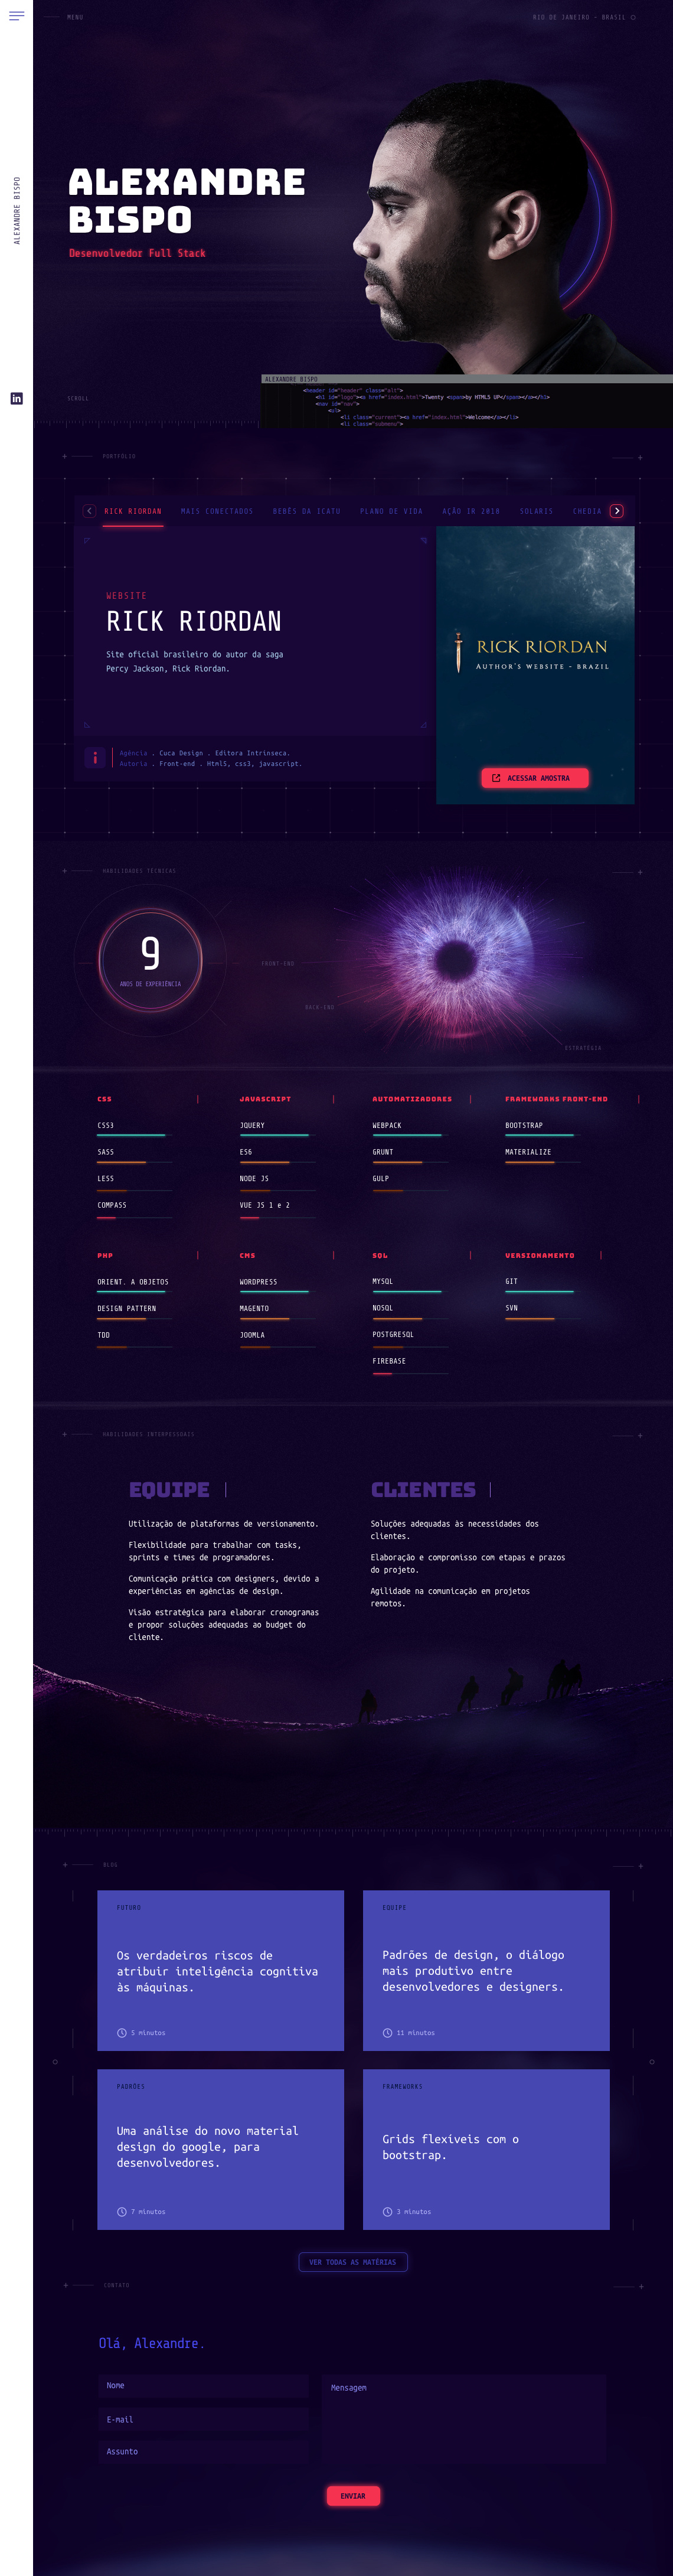 MENU
RIO DE JANEIRO - BRASIL
ALEXANDRE BISPO
ALEXANDRE
BISPO
Desenvolvedor Full Stack
SCROLL
ALEXANDRE BISPO
<header id="header" class="alt">
<h1 id="logo"><a href="index.html">Twenty <span>by HTML5 UP</span></a></h1>
<nav id="nav">
<ul>
<li class="current"><a href="index.html">Welcome</a></li>
<li class="submenu">
PORTFÓLIO
RICK RIORDAN
MAIS CONECTADOS
BEBÊS DA ICATU
PLANO DE VIDA
AÇÃO IR 2018
SOLARIS
CHEDIA
WEBSITE
RICK RIORDAN
Site oficial brasileiro do autor da saga
Percy Jackson, Rick Riordan.
Agência . Cuca Design . Editora Intrínseca.
Autoria . Front-end . Html5, css3, javascript.
RICK RIORDAN
AUTHOR'S WEBSITE - BRAZIL
ACESSAR AMOSTRA
HABILIDADES TÉCNICAS
9
ANOS DE EXPERIÊNCIA
FRONT-END
BACK-END
ESTRATÉGIA
CSS
CSS3
SASS
LESS
COMPASS
JAVASCRIPT
JQUERY
ES6
NODE JS
VUE JS 1 e 2
AUTOMATIZADORES
WEBPACK
GRUNT
GULP
FRAMEWORKS FRONT-END
BOOTSTRAP
MATERIALIZE
PHP
ORIENT. A OBJETOS
DESIGN PATTERN
TDD
CMS
WORDPRESS
MAGENTO
JOOMLA
SQL
MYSQL
NOSQL
POSTGRESQL
FIREBASE
VERSIONAMENTO
GIT
SVN
HABILIDADES INTERPESSOAIS
EQUIPE
Utilização de plataformas de versionamento.
Flexibilidade para trabalhar com tasks,
sprints e times de programadores.
Comunicação prática com designers, devido a
experiências em agências de design.
Visão estratégica para elaborar cronogramas
e propor soluções adequadas ao budget do
cliente.
CLIENTES
Soluções adequadas às necessidades dos
clientes.
Elaboração e compromisso com etapas e prazos
do projeto.
Agilidade na comunicação em projetos
remotos.
BLOG
FUTURO
Os verdadeiros riscos de
atribuir inteligência cognitiva
às máquinas.
5 minutos
EQUIPE
Padrões de design, o diálogo
mais produtivo entre
desenvolvedores e designers.
11 minutos
PADRÕES
Uma análise do novo material
design do google, para
desenvolvedores.
7 minutos
FRAMEWORKS
Grids flexíveis com o
bootstrap.
3 minutos
VER TODAS AS MATÉRIAS
CONTATO
Olá, Alexandre.
Nome
E-mail
Assunto
Mensagem
ENVIAR